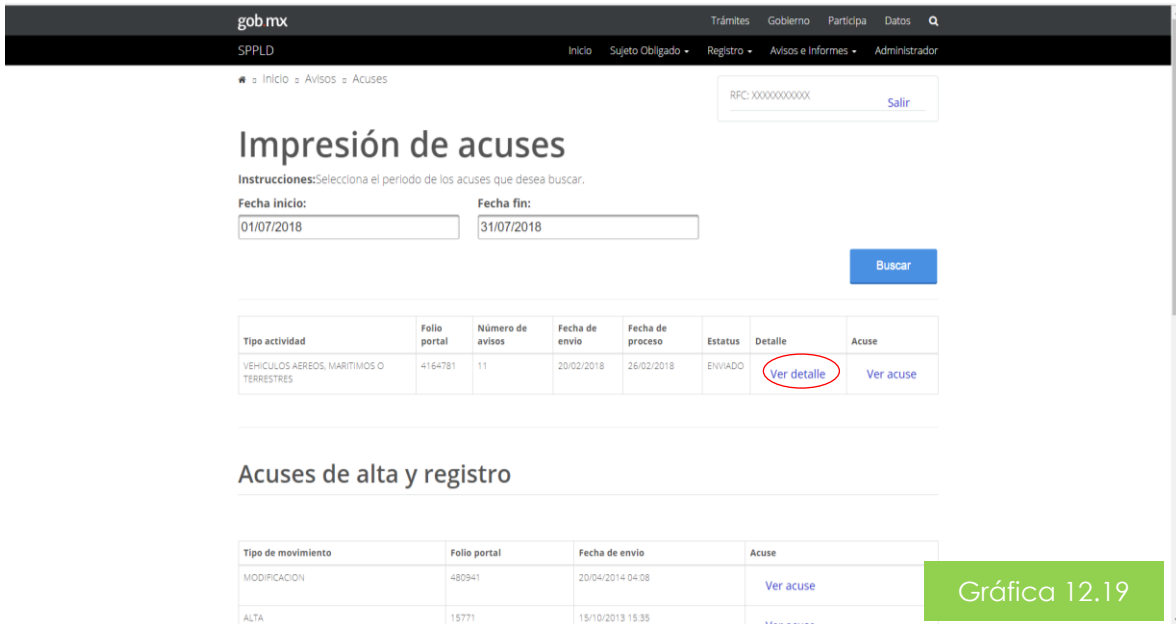 gob mx
Trámites Gobierno Participa Datos
SPPLD
Inicio Sujeto Obligado Registro Avisos e Informes Administrador
Inicio Avisos Acuses
RFC: XXXXXXXXXXX
Salir
Impresión de acuses
Instrucciones:Selecciona el periodo de los acuses que desea buscar.
Fecha inicio: Fecha fin:
01/07/2018 31/07/2018
Buscar
Tipo actividad Folio portal Número de avisos Fecha de envio Fecha de proceso Estatus Detalle Acuse
VEHICULOS AEREOS, MARITIMOS O TERRESTRES 4164781 11 20/02/2018 26/02/2018 ENVIADO Ver detalle Ver acuse
Acuses de alta y registro
Tipo de movimiento Folio portal Fecha de envio Acuse
MODIFICACION 480941 20/04/2014 04:08 Ver acuse
ALTA 15771 15/10/2013 15:35 Ver acuse
Gráfica 12.19